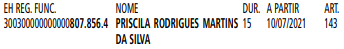 EH REG. FUNC. NOME DUR. A PARTIR ART.
300300000000000807.856.4 PRISCILA RODRIGUES MARTINS 15 10/07/2021 143
DA SILVA